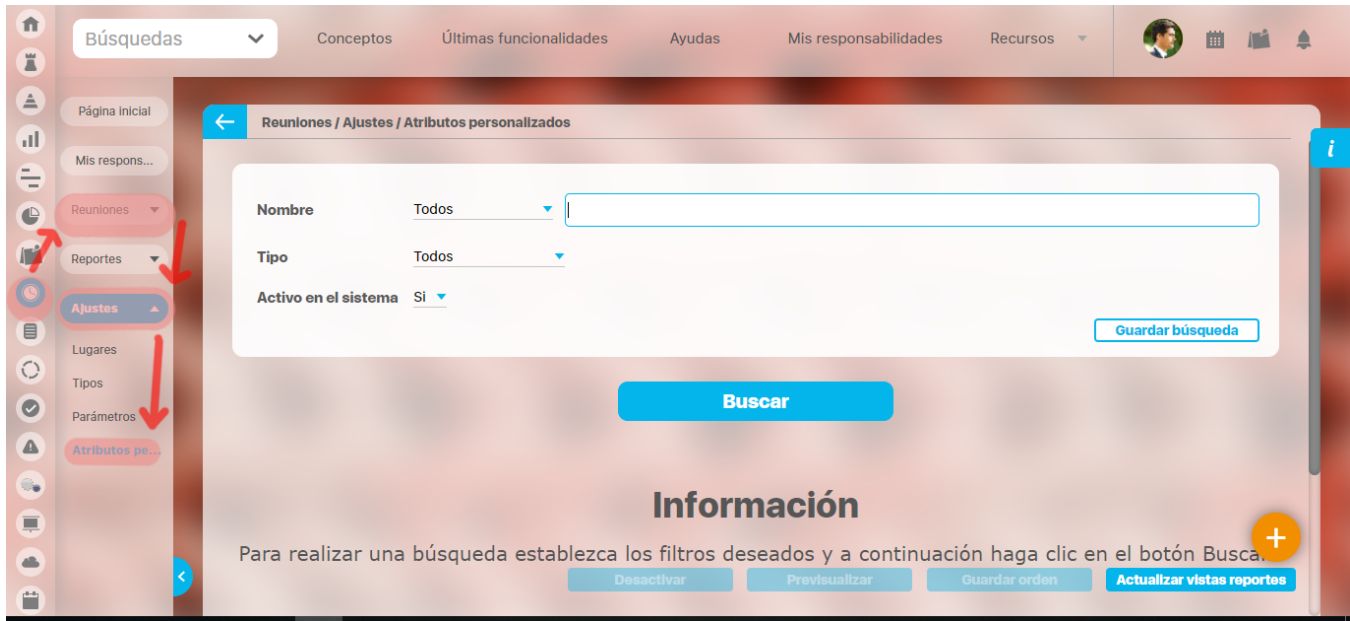 Búsquedas
Conceptos Últimas funcionalidades Ayudas Mis responsabilidades Recursos
Página inicial
Mis respons...
Reuniones
Reportes
Ajustes
Lugares
Tipos
Parámetros
Atributos pe...
Reuniones / Ajustes / Atributos personalizados
i
Nombre Todos
Tipo Todos
Activo en el sistema Si
Guardar búsqueda
Buscar
Información
Para realizar una búsqueda establezca los filtros deseados y a continuación haga clic en el botón Busca
Desactivar Previsualizar Guardar orden Actualizar vistas reportes